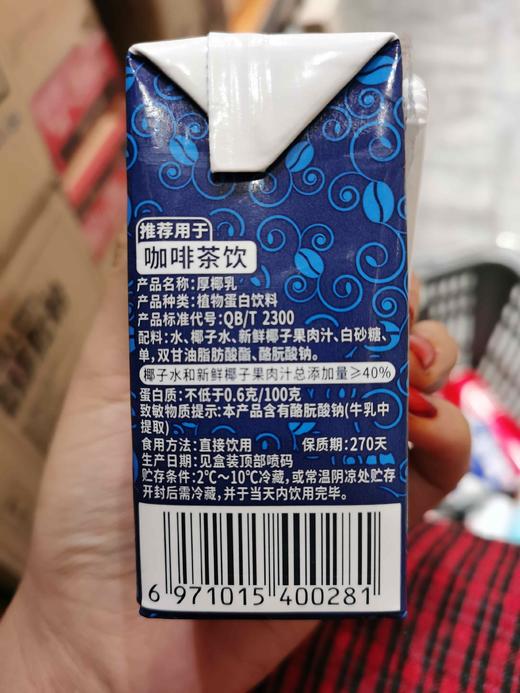 推荐用于
咖啡茶饮
产品名称：厚椰乳
产品种类：植物蛋白饮料
产品标准代号：QB/T 2300
配料：水、椰子水、新鲜椰子果肉汁、白砂糖、
单，双甘油脂肪酸酯、酪朊酸钠。
椰子水和新鲜椰子果肉汁总添加量≥40%
蛋白质：不低于0.6克/100克
致敏物质提示：本产品含有酪朊酸钠(牛乳中
提取)
食用方法：直接饮用 保质期：270天
生产日期：见盒装顶部喷码
贮存条件：2℃～10℃冷藏，或常温阴凉处贮存
开封后需冷藏，并于当天内饮用完毕。
6 971015 400281